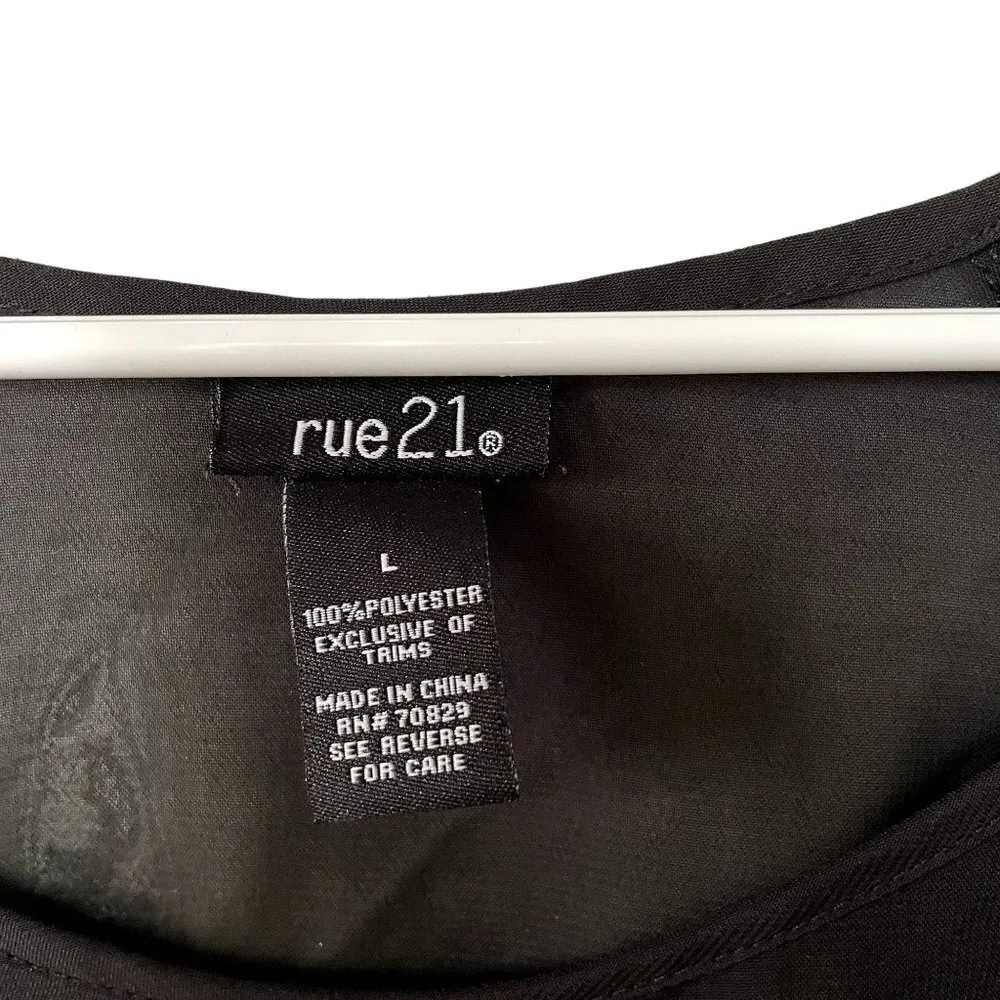 rue21®
L
100%POLYESTER
EXCLUSIVE OF
TRIMS
MADE IN CHINA
RN# 70829
SEE REVERSE
FOR CARE